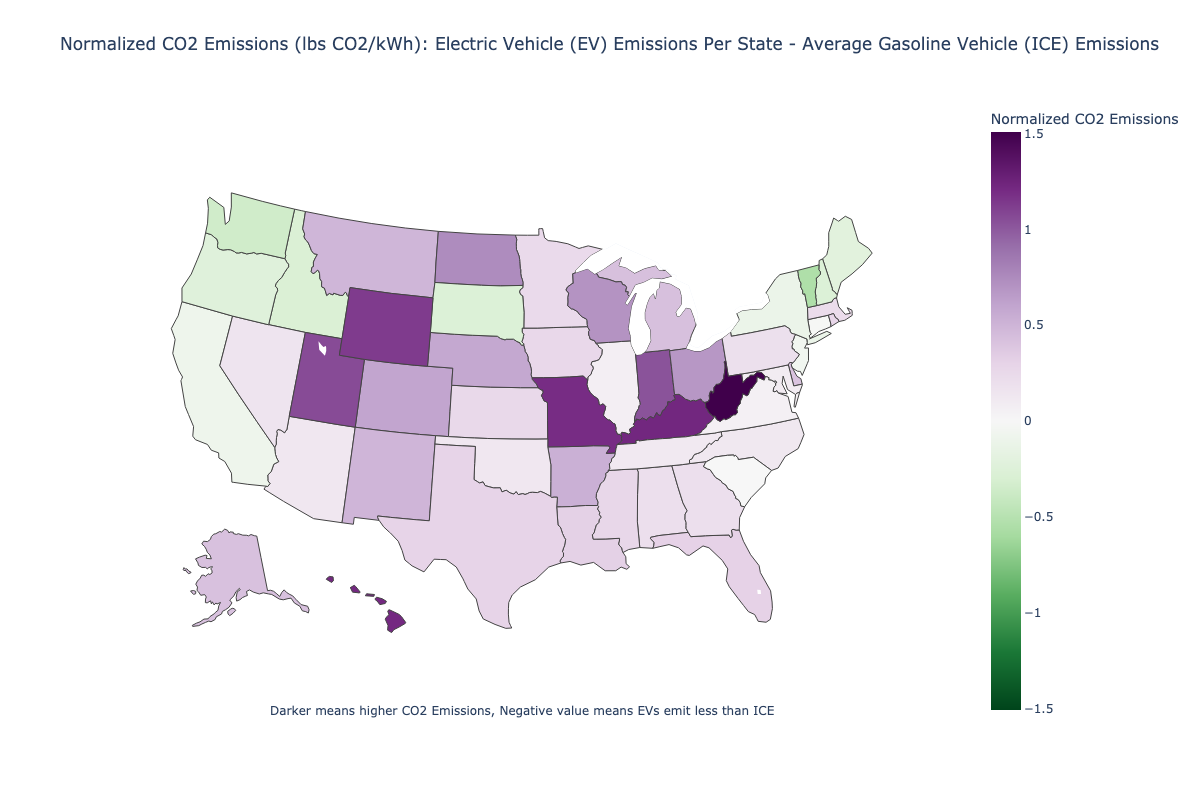 Normalized CO2 Emissions (lbs CO2/kWh): Electric Vehicle (EV) Emissions Per State - Average Gasoline Vehicle (ICE) Emissions
Normalized CO2 Emissions
1.5
1
0.5
0
−0.5
−1
−1.5
Darker means higher CO2 Emissions, Negative value means EVs emit less than ICE